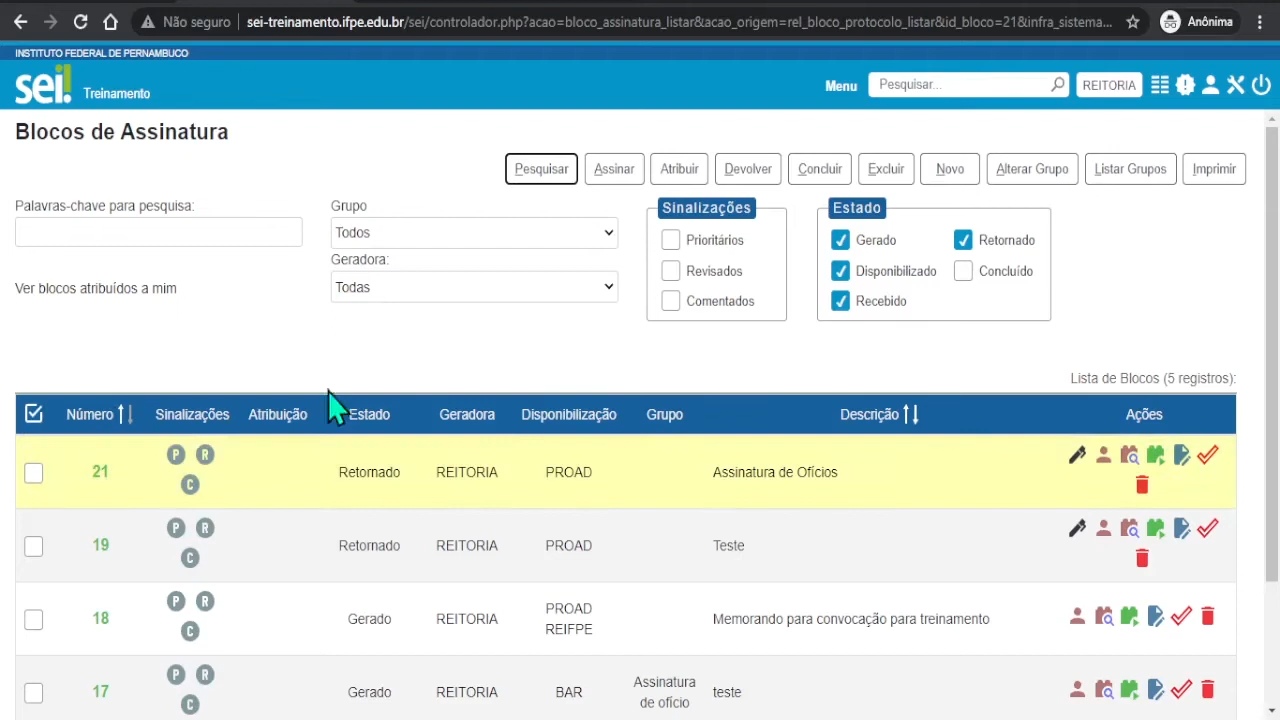 Não seguro
sei-treinamento.ifpe.edu.br/sei/controlador.php?acao=bloco_assinatura_listar&acao_origem=rel_bloco_protocolo_listar&id_bloco=21&infra_sistema...
Anônima
INSTITUTO FEDERAL DE PERNAMBUCO
sei!
Treinamento
Menu
Pesquisar...
REITORIA
Blocos de Assinatura
Pesquisar Assinar Atribuir Devolver Concluir Excluir Novo Alterar Grupo Listar Grupos Imprimir
Palavras-chave para pesquisa:
Grupo
Todos
Geradora:
Todas
Ver blocos atribuídos a mim
Sinalizações
Prioritários
Revisados
Comentados
Estado
Gerado Retornado
Disponibilizado Concluído
Recebido
Lista de Blocos (5 registros):
Número Sinalizações Atribuição Estado Geradora Disponibilização Grupo Descrição Ações
21 P R C Retornado REITORIA PROAD Assinatura de Ofícios
19 P R C Retornado REITORIA PROAD Teste
18 P R C Gerado REITORIA PROAD REIFPE Memorando para convocação para treinamento
17 P R C Gerado REITORIA BAR Assinatura de ofício teste